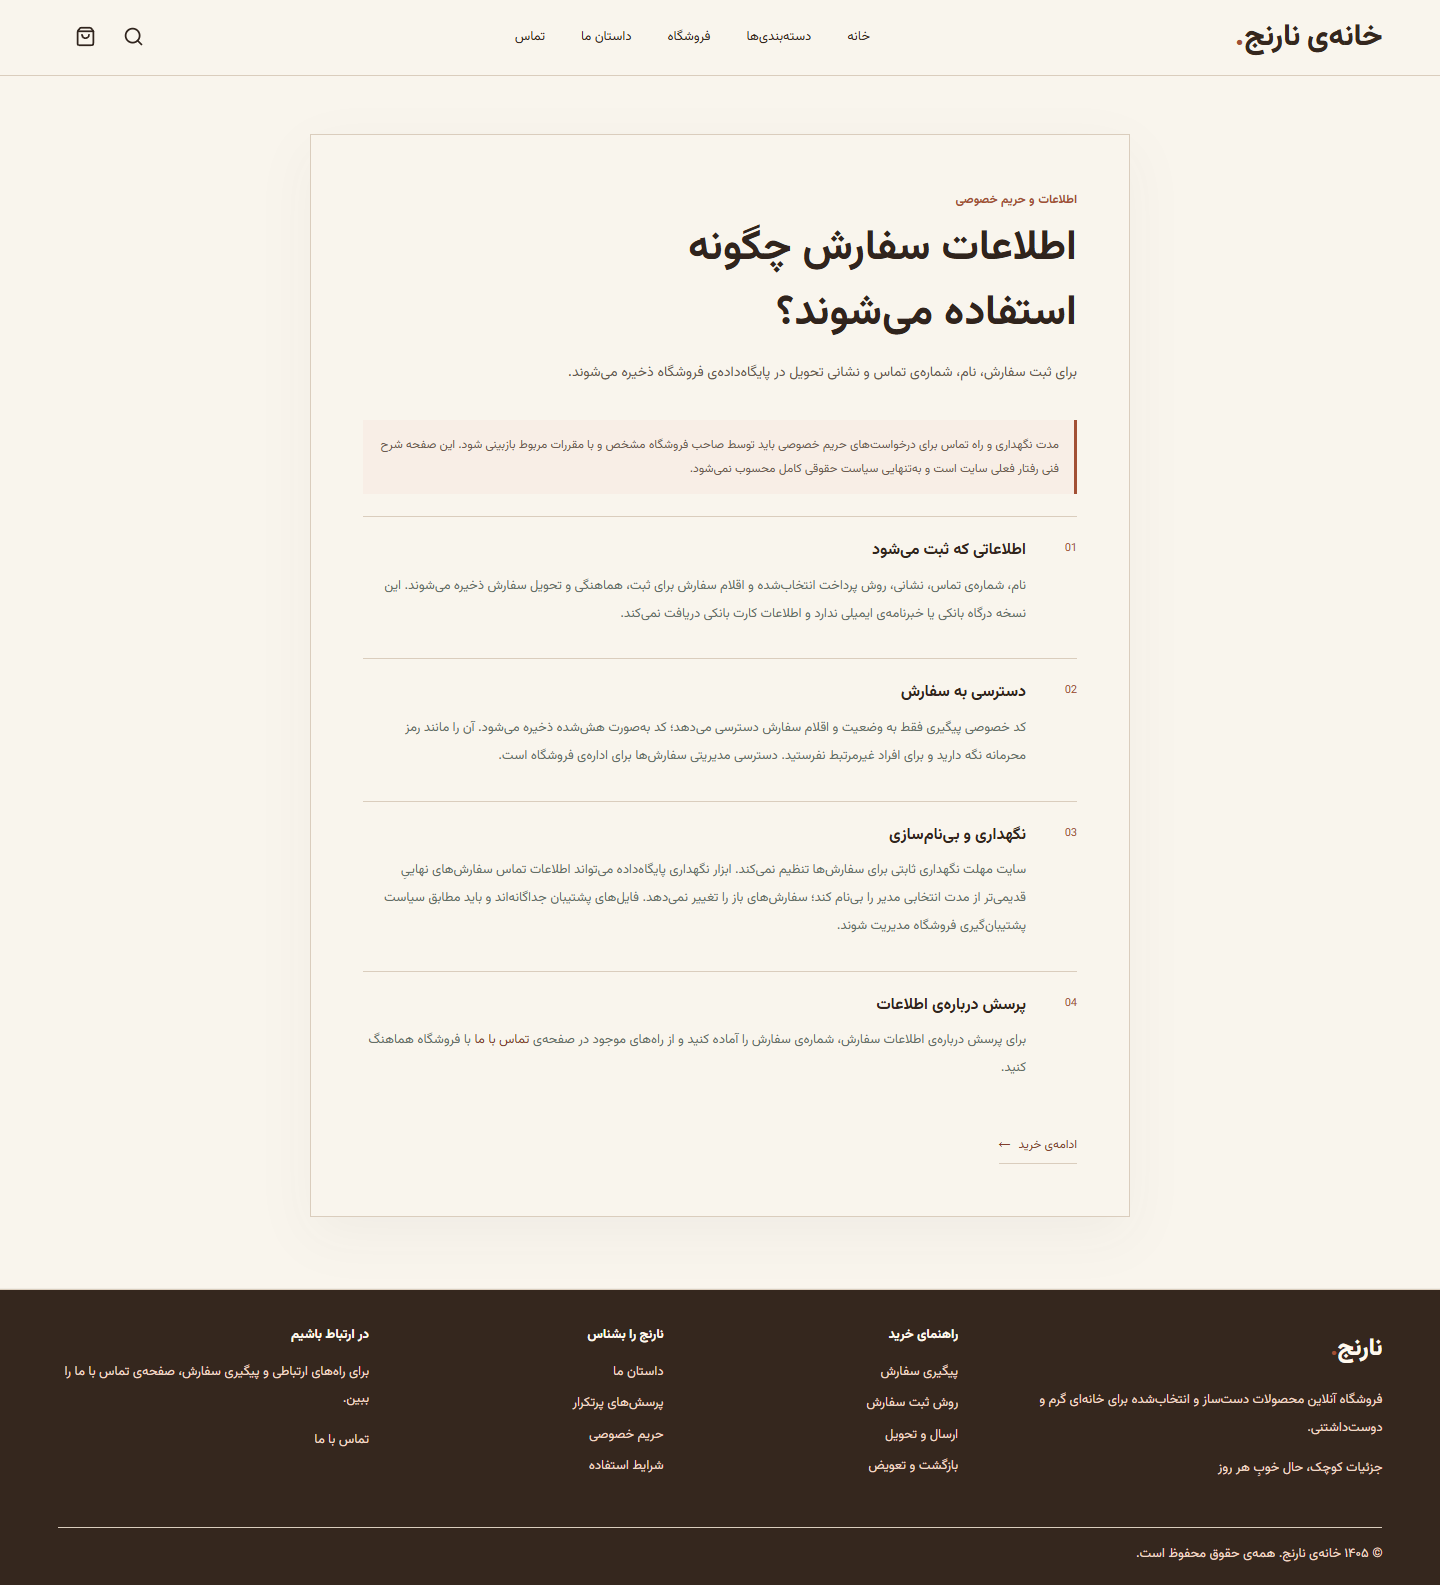 خانه‌ی نارنج.
خانه
دسته‌بندی‌ها
فروشگاه
داستان ما
تماس
اطلاعات و حریم خصوصی
اطلاعات سفارش چگونه
استفاده می‌شوند؟
برای ثبت سفارش، نام، شماره‌ی تماس و نشانی تحویل در پایگاه‌داده‌ی فروشگاه ذخیره می‌شوند.
مدت نگهداری و راه تماس برای درخواست‌های حریم خصوصی باید توسط صاحب فروشگاه مشخص و با مقررات مربوط بازبینی شود. این صفحه شرح
فنی رفتار فعلی سایت است و به‌تنهایی سیاست حقوقی کامل محسوب نمی‌شود.
01
اطلاعاتی که ثبت می‌شود
نام، شماره‌ی تماس، نشانی، روش پرداخت انتخاب‌شده و اقلام سفارش برای ثبت، هماهنگی و تحویل سفارش ذخیره می‌شوند. این
نسخه درگاه بانکی یا خبرنامه‌ی ایمیلی ندارد و اطلاعات کارت بانکی دریافت نمی‌کند.
02
دسترسی به سفارش
کد خصوصی پیگیری فقط به وضعیت و اقلام سفارش دسترسی می‌دهد؛ کد به‌صورت هش‌شده ذخیره می‌شود. آن را مانند رمز
محرمانه نگه دارید و برای افراد غیرمرتبط نفرستید. دسترسی مدیریتی سفارش‌ها برای اداره‌ی فروشگاه است.
03
نگهداری و بی‌نام‌سازی
سایت مهلت نگهداری ثابتی برای سفارش‌ها تنظیم نمی‌کند. ابزار نگهداری پایگاه‌داده می‌تواند اطلاعات تماس سفارش‌های نهاییِ
قدیمی‌تر از مدت انتخابی مدیر را بی‌نام کند؛ سفارش‌های باز را تغییر نمی‌دهد. فایل‌های پشتیبان جداگانه‌اند و باید مطابق سیاست
پشتیبان‌گیری فروشگاه مدیریت شوند.
04
پرسش درباره‌ی اطلاعات
برای پرسش درباره‌ی اطلاعات سفارش، شماره‌ی سفارش را آماده کنید و از راه‌های موجود در صفحه‌ی تماس با ما با فروشگاه هماهنگ
کنید.
ادامه‌ی خرید ←
نارنج.
فروشگاه آنلاین محصولات دست‌ساز و انتخاب‌شده برای خانه‌ای گرم و
دوست‌داشتنی.
جزئیات کوچک، حال خوبِ هر روز
راهنمای خرید
پیگیری سفارش
روش ثبت سفارش
ارسال و تحویل
بازگشت و تعویض
نارنج را بشناس
داستان ما
پرسش‌های پرتکرار
حریم خصوصی
شرایط استفاده
در ارتباط باشیم
برای راه‌های ارتباطی و پیگیری سفارش، صفحه‌ی تماس با ما را
ببین.
تماس با ما
© ۱۴۰۵ خانه‌ی نارنج. همه‌ی حقوق محفوظ است.